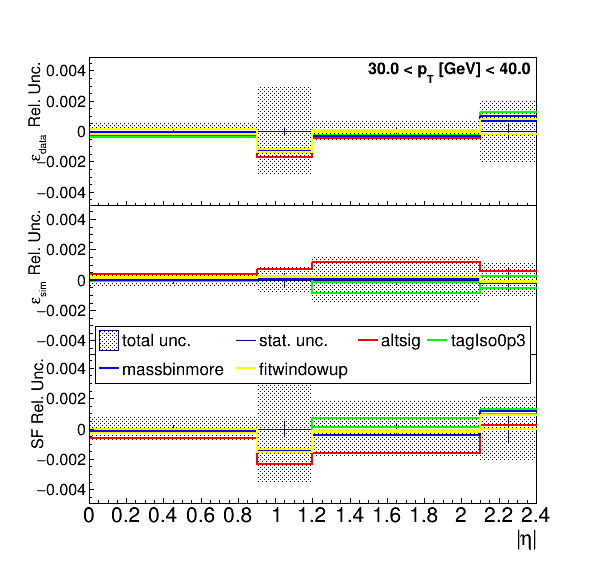 30.0 < p_T [GeV] < 40.0
ε_data Rel. Unc.
0.004
0.002
0
−0.002
−0.004
ε_sim Rel. Unc.
0.004
0.002
0
−0.002
−0.004
total unc. stat. unc. altsig tagIso0p3
massbinmore fitwindowup
SF Rel. Unc.
0.004
0.002
0
−0.002
−0.004
0 0.2 0.4 0.6 0.8 1 1.2 1.4 1.6 1.8 2 2.2 2.4
|η|